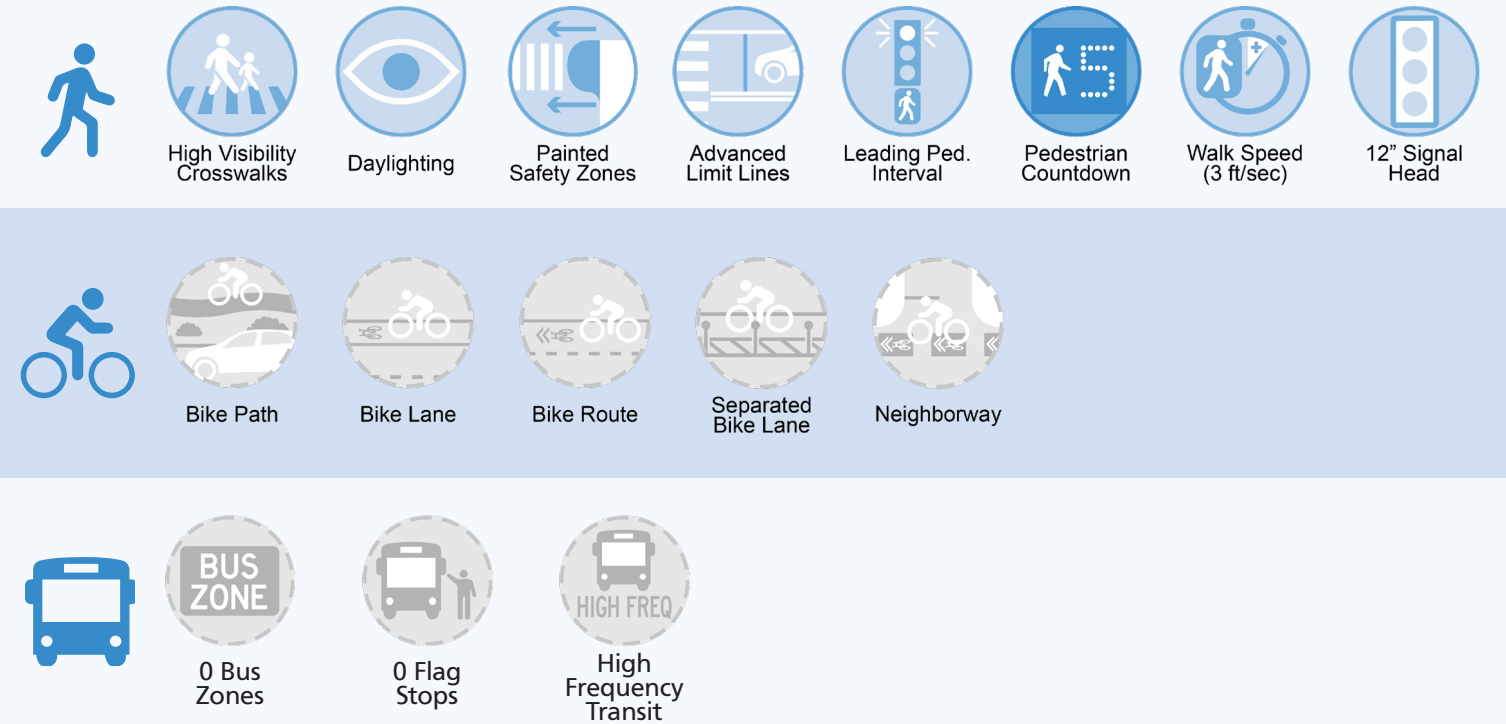 5
High Visibility
Crosswalks
Daylighting
Painted
Safety Zones
Advanced
Limit Lines
Leading Ped.
Interval
Pedestrian
Countdown
Walk Speed
(3 ft/sec)
12” Signal
Head
Bike Path
Bike Lane
Bike Route
Separated
Bike Lane
Neighborway
BUS
ZONE
HIGH FREQ
0 Bus
Zones
0 Flag
Stops
High
Frequency
Transit